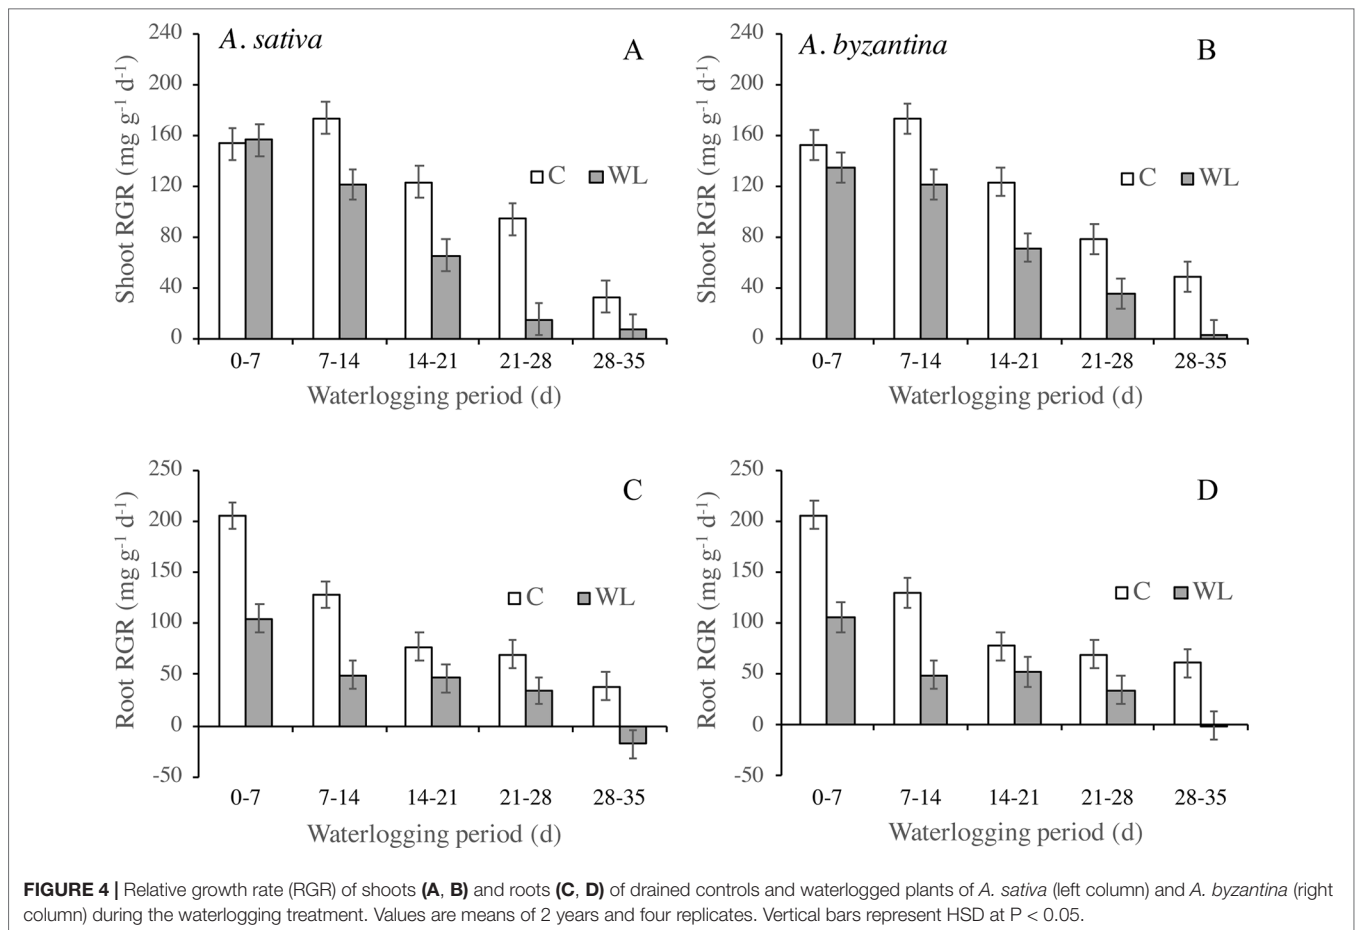 A. sativa
A
240
200
160
120
80
40
0
Shoot RGR (mg g-1 d-1)
C WL
0-7 7-14 14-21 21-28 28-35
Waterlogging period (d)
A. byzantina
B
240
200
160
120
80
40
0
Shoot RGR (mg g-1 d-1)
C WL
0-7 7-14 14-21 21-28 28-35
Waterlogging period (d)
C
250
200
150
100
50
0
-50
Root RGR (mg g-1 d-1)
C WL
0-7 7-14 14-21 21-28 28-35
Waterlogging period (d)
D
250
200
150
100
50
0
-50
Root RGR (mg g-1 d-1)
C WL
0-7 7-14 14-21 21-28 28-35
Waterlogging period (d)
FIGURE 4 | Relative growth rate (RGR) of shoots (A, B) and roots (C, D) of drained controls and waterlogged plants of A. sativa (left column) and A. byzantina (right
column) during the waterlogging treatment. Values are means of 2 years and four replicates. Vertical bars represent HSD at P < 0.05.